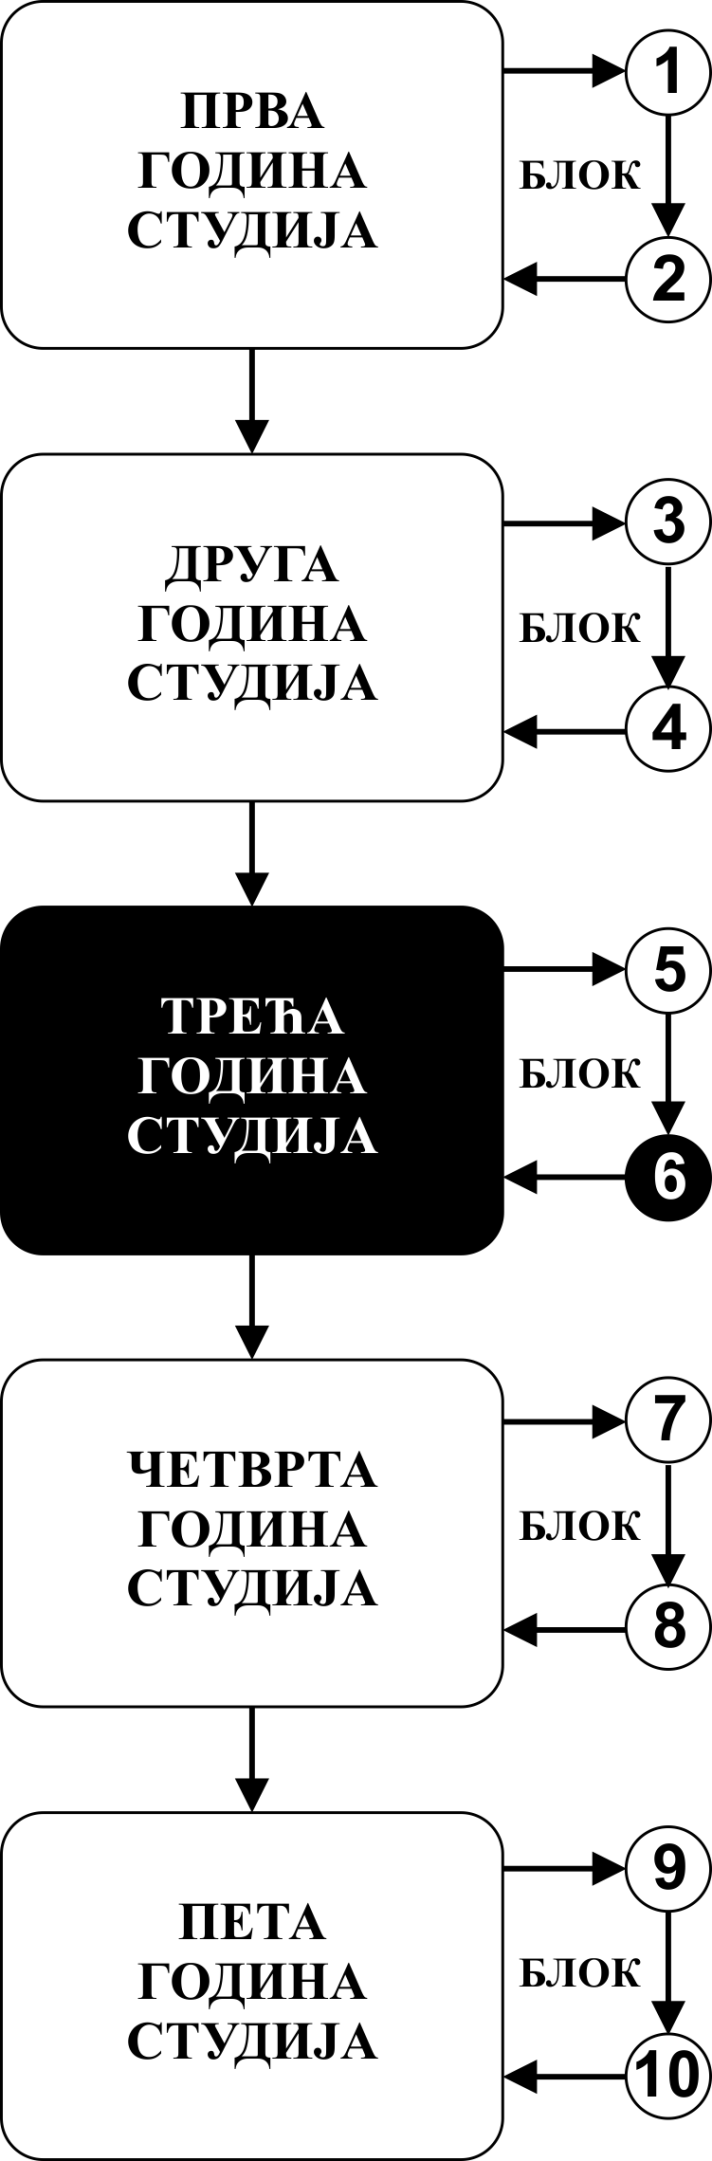 ПРВА
ГОДИНА
СТУДИЈА
1
БЛОК
2
ДРУГА
ГОДИНА
СТУДИЈА
3
БЛОК
4
ТРЕЋА
ГОДИНА
СТУДИЈА
5
БЛОК
6
ЧЕТВРТА
ГОДИНА
СТУДИЈА
7
БЛОК
8
ПЕТА
ГОДИНА
СТУДИЈА
9
БЛОК
10